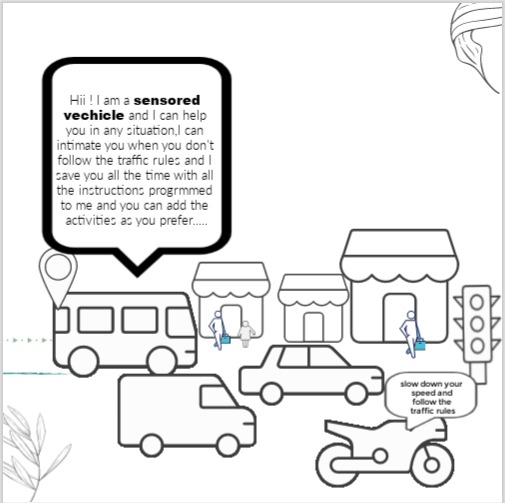 Hii ! I am a sensored
vechicle and I can help
you in any situation,I can
intimate you when you don't
follow the traffic rules and I
save you all the time with all
the instructions progrmmed
to me and you can add the
activities as you prefer.....
slow down your
speed and
follow the
traffic rules